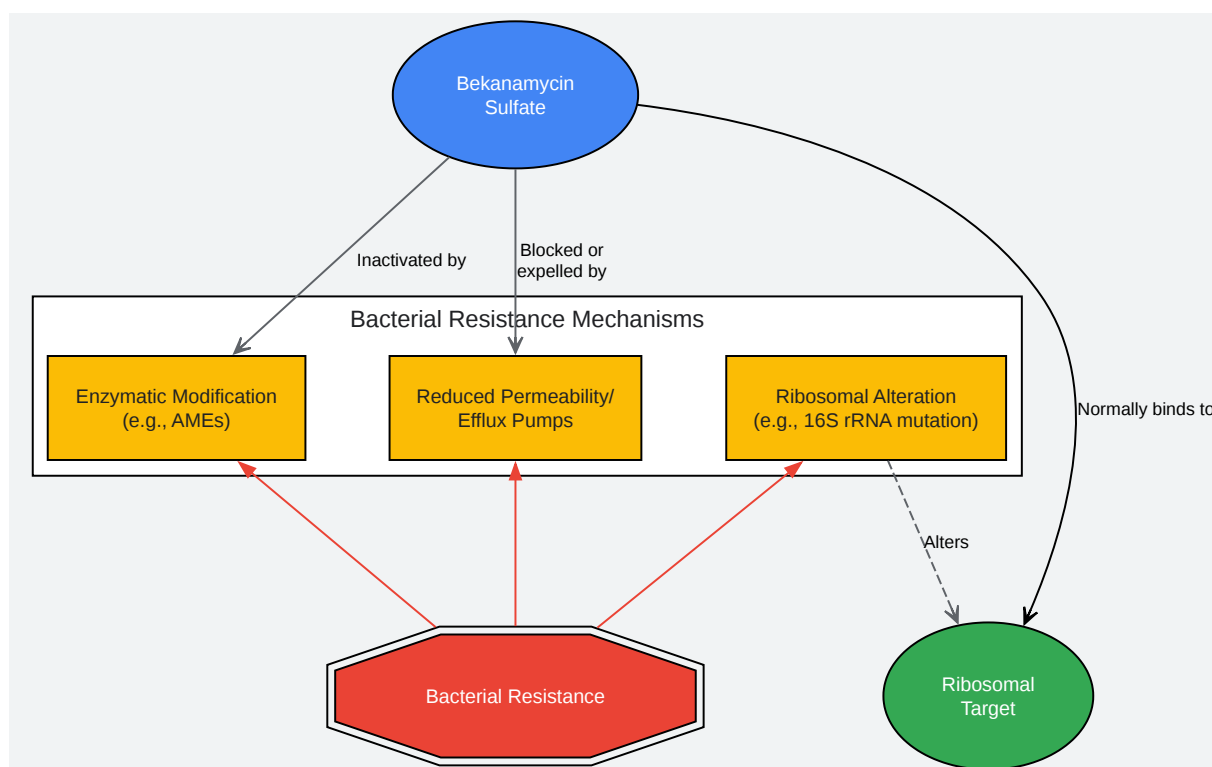 Bekanamycin
Sulfate
Inactivated by
Blocked or
expelled by
Bacterial Resistance Mechanisms
Enzymatic Modification
(e.g., AMEs)
Reduced Permeability/
Efflux Pumps
Ribosomal Alteration
(e.g., 16S rRNA mutation)
Normally binds to
Alters
Bacterial Resistance
Ribosomal
Target